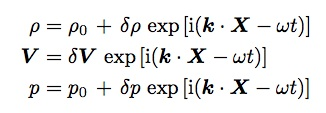 ρ = ρ₀ + δρ exp [i(k · X − ωt)]
V = δV exp [i(k · X − ωt)]
p = p₀ + δp exp [i(k · X − ωt)]